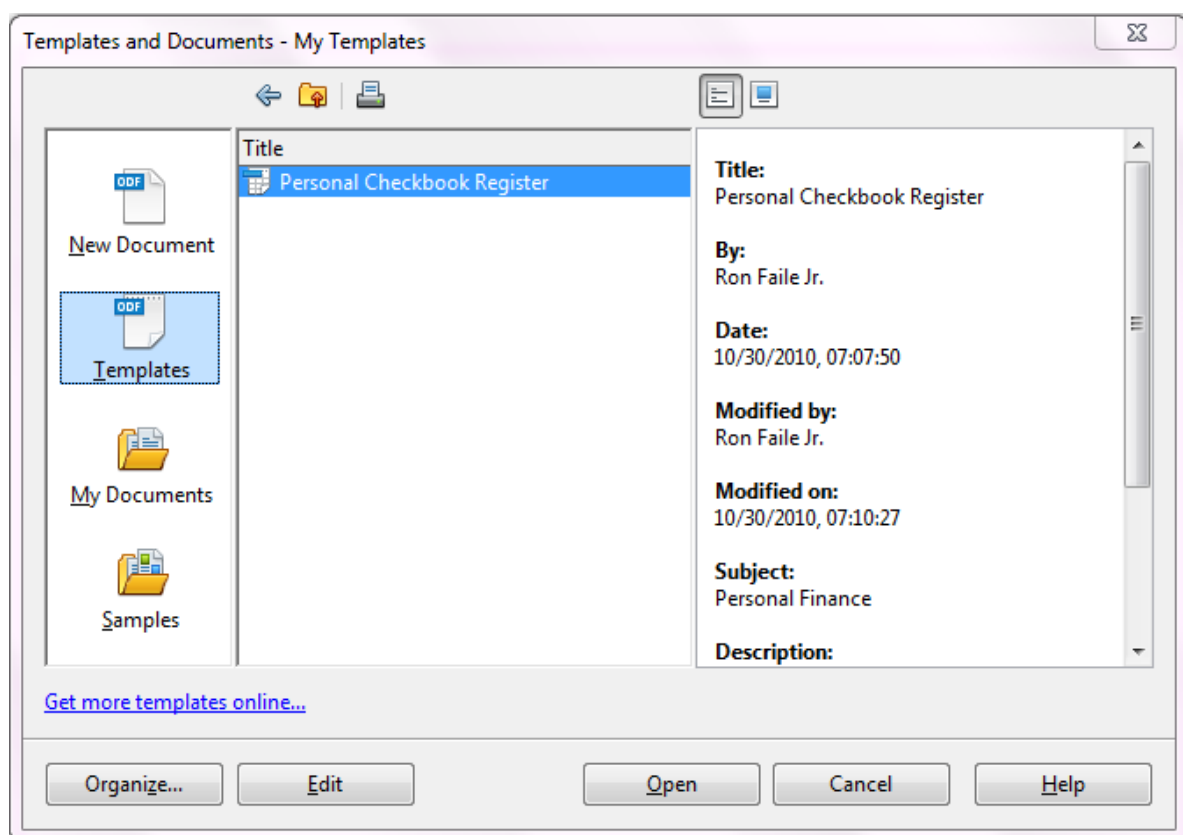 Templates and Documents - My Templates
ODF
New Document
ODF
Templates
My Documents
Samples
Title
Personal Checkbook Register
Title:
Personal Checkbook Register
By:
Ron Faile Jr.
Date:
10/30/2010, 07:07:50
Modified by:
Ron Faile Jr.
Modified on:
10/30/2010, 07:10:27
Subject:
Personal Finance
Description:
Get more templates online...
Organize...
Edit
Open
Cancel
Help